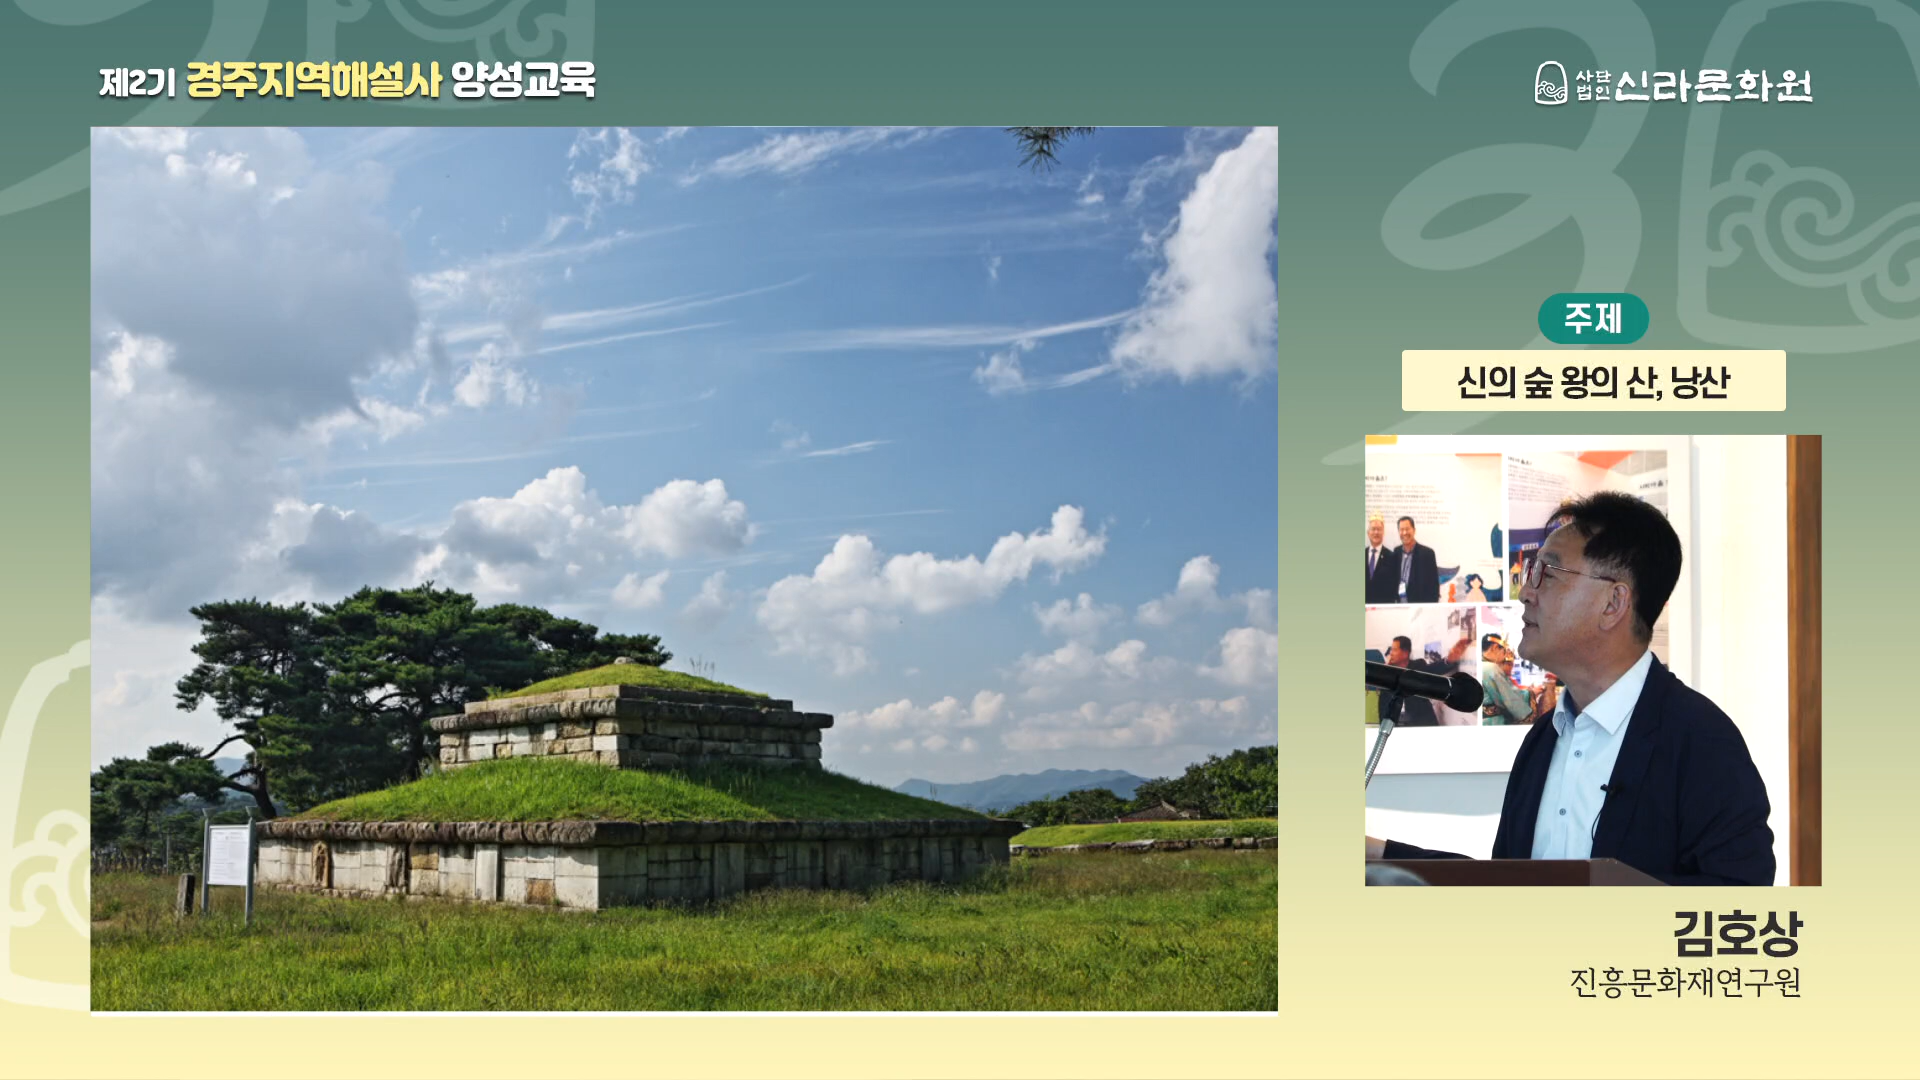 제2기 경주지역해설사 양성교육
사단법인 신라문화원
주제
신의 숲 왕의 산, 낭산
김호상
진흥문화재연구원